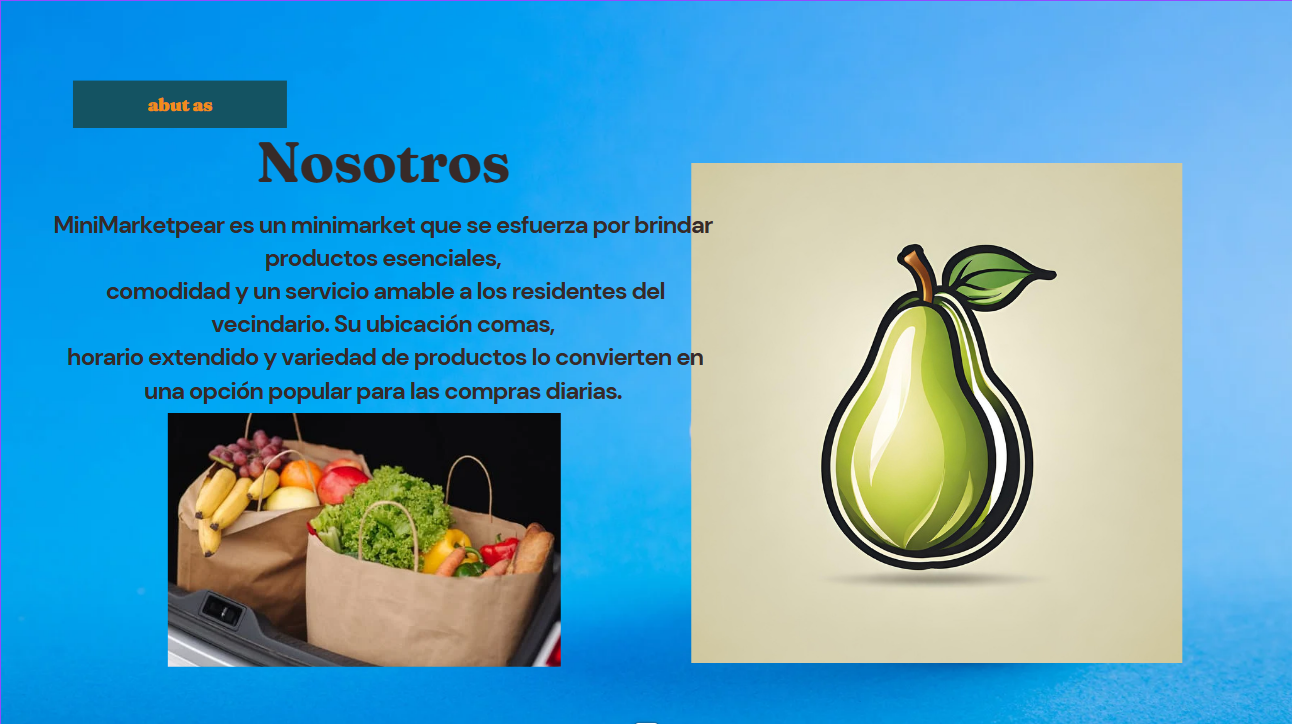 abut as
Nosotros
MiniMarketpear es un minimarket que se esfuerza por brindar
productos esenciales,
comodidad y un servicio amable a los residentes del
vecindario. Su ubicación comas,
horario extendido y variedad de productos lo convierten en
una opción popular para las compras diarias.